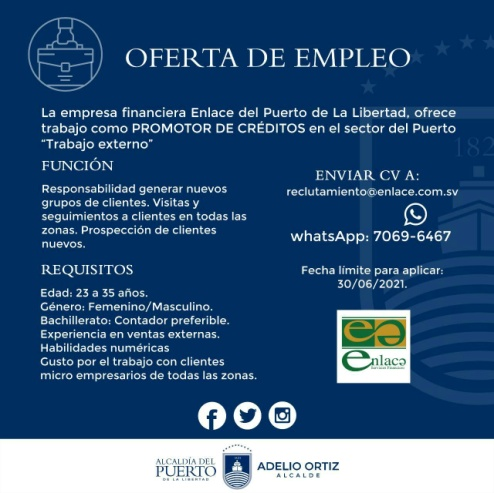 OFERTA DE EMPLEO
La empresa financiera Enlace del Puerto de La Libertad, ofrece
trabajo como PROMOTOR DE CRÉDITOS en el sector del Puerto
“Trabajo externo”
FUNCIÓN
Responsabilidad generar nuevos
grupos de clientes. Visitas y
seguimientos a clientes en todas las
zonas. Prospección de clientes
nuevos.
REQUISITOS
Edad: 23 a 35 años.
Género: Femenino/Masculino.
Bachillerato: Contador preferible.
Experiencia en ventas externas.
Habilidades numéricas
Gusto por el trabajo con clientes
micro empresarios de todas las zonas.
ENVIAR CV A:
reclutamiento@enlace.com.sv
whatsApp: 7069-6467
Fecha límite para aplicar:
30/06/2021.
Enlace
Servicios Financieros
182
ALCALDÍA DEL
PUERTO
DE LA LIBERTAD
ADELIO ORTIZ
ALCALDE